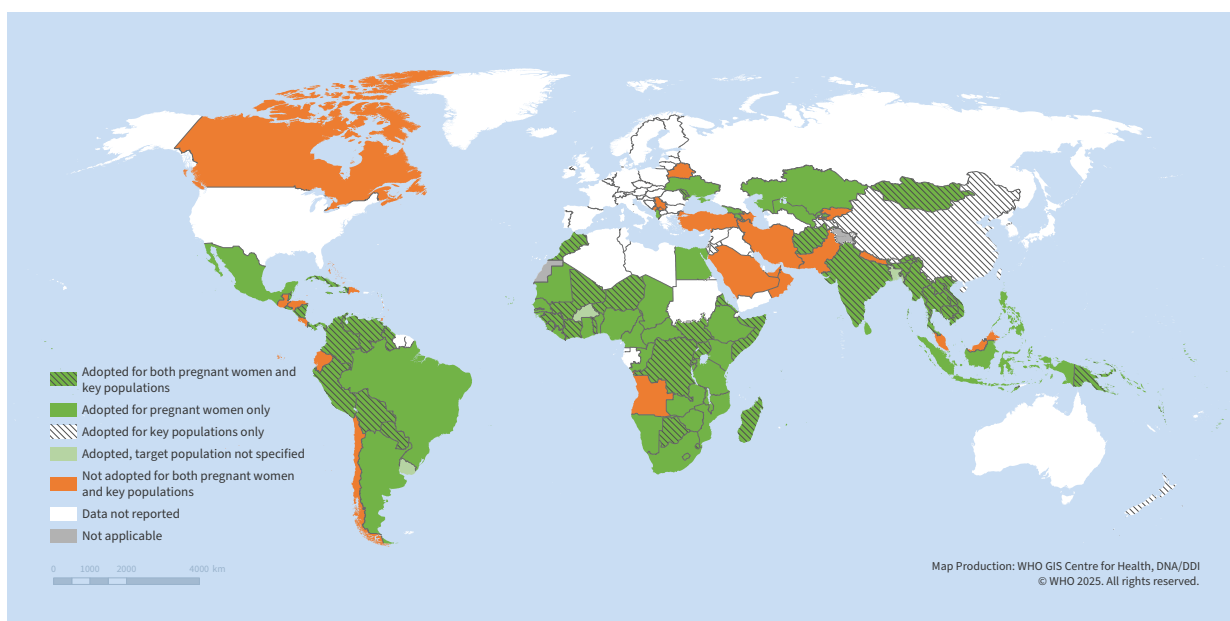 Adopted for both pregnant women and
key populations
Adopted for pregnant women only
Adopted for key populations only
Adopted, target population not specified
Not adopted for both pregnant women
and key populations
Data not reported
Not applicable
0 1000 2000 4000 km
Map Production: WHO GIS Centre for Health, DNA/DDI
© WHO 2025. All rights reserved.